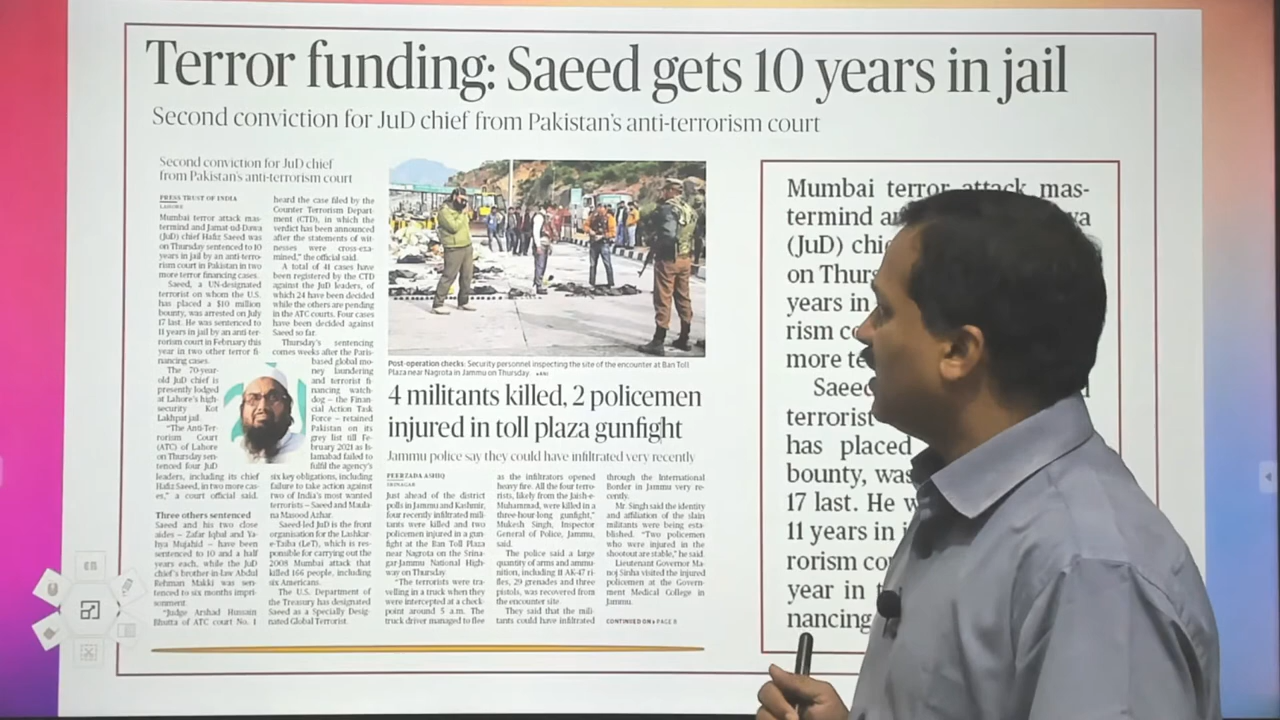 Terror funding: Saeed gets 10 years in jail
Second conviction for JuD chief from Pakistan's anti-terrorism court
Second conviction for JuD chief
from Pakistan's anti-terrorism court
PRESS TRUST OF INDIA
LAHORE
Mumbai terror attack mas-
termind and Jamat-ud-Dawa
(JuD) chief Hafiz Saeed was
on Thursday sentenced to 10
years in jail by an anti-terro-
rism court in Pakistan in two
more terror financing cases.
Saeed, a UN-designated
terrorist on whom the U.S.
has placed a $10 million
bounty, was arrested on July
17 last. He was sentenced to
11 years in jail by an anti-ter-
rorism court in February this
year in two other terror fi-
nancing cases.
The 70-year-
old JuD chief is
presently lodged
at Lahore's high-
security Kot
Lakhpat jail.
"The Anti-Ter-
rorism Court
(ATC) of Lahore
on Thursday sen-
tenced four JuD
leaders, including its chief
Hafiz Saeed, in two more cas-
es," a court official said.
Three others sentenced
Saeed and his two close
aides – Zafar Iqbal and Ya-
hya Mujahid – have been
sentenced to 10 and a half
years each, while the JuD
chief's brother-in-law Abdul
Rehman Makki was sen-
tenced to six months impri-
sonment.
"Judge Arshad Hussain
Bhutta of ATC court No. 1
heard the case filed by the
Counter Terrorism Depart-
ment (CTD), in which the
verdict has been announced
after the statements of wit-
nesses were cross-exa-
mined," the official said.
A total of 41 cases have
been registered by the CTD
against the JuD leaders, of
which 24 have been decided
while the others are pending
in the ATC courts. Four cases
have been decided against
Saeed so far.
Thursday's sentencing
comes weeks after the Paris-
based global mo-
ney laundering
and terrorist fi-
nancing watch-
dog – the Finan-
cial Action Task
Force – retained
Pakistan on its
grey list till Fe-
bruary 2021 as Is-
lamabad failed to
fulfil the agency's
six key obligations, including
failure to take action against
two of India's most wanted
terrorists – Saeed and Maula-
na Masood Azhar.
Saeed-led JuD is the front
organisation for the Lashkar-
e-Taiba (LeT), which is res-
ponsible for carrying out the
2008 Mumbai attack that
killed 166 people, including
six Americans.
The U.S. Department of
the Treasury has designated
Saeed as a Specially Desig-
nated Global Terrorist.
Post-operation checks: Security personnel inspecting the site of the encounter at Ban Toll
Plaza near Nagrota in Jammu on Thursday. ANI
4 militants killed, 2 policemen
injured in toll plaza gunfight
Jammu police say they could have infiltrated very recently
PEERZADA ASHIQ
SRINAGAR
Just ahead of the district
polls in Jammu and Kashmir,
four recently infiltrated mili-
tants were killed and two
policemen injured in a gun-
fight at the Ban Toll Plaza
near Nagrota on the Srina-
gar-Jammu National High-
way on Thursday.
"The terrorists were tra-
velling in a truck when they
were intercepted at a check-
point around 5 a.m. The
truck driver managed to flee
as the infiltrators opened
heavy fire. All the four terro-
rists, likely from the Jaish-e-
Muhammad, were killed in a
three-hour-long gunfight,"
Mukesh Singh, Inspector
General of Police, Jammu,
said.
The police said a large
quantity of arms and ammu-
nition, including 11 AK-47 ri-
fles, 29 grenades and three
pistols, was recovered from
the encounter site.
They said that the mili-
tants could have infiltrated
through the International
Border in Jammu very re-
cently.
Mr. Singh said the identity
and affiliation of the slain
militants were being esta-
blished. "Two policemen
who were injured in the
shootout are stable," he said.
Lieutenant Governor Ma-
noj Sinha visited the injured
policemen at the Govern-
ment Medical College in
Jammu.
CONTINUED ON PAGE 8
Mumbai terror attack mas-
termind
(JuD)
on
years in
rism
more
Saeed
terrorist
has placed
bounty, was
17 last. He
11 years in
rorism
year in
nancing